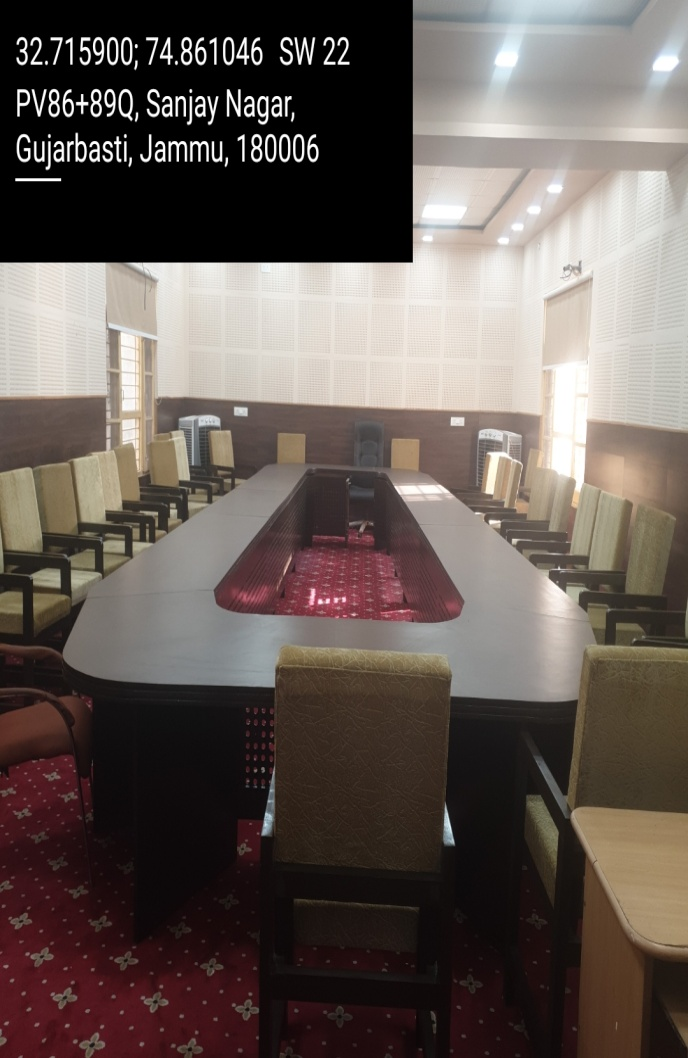 32.715900; 74.861046 SW 22
PV86+89Q, Sanjay Nagar,
Gujarbasti, Jammu, 180006